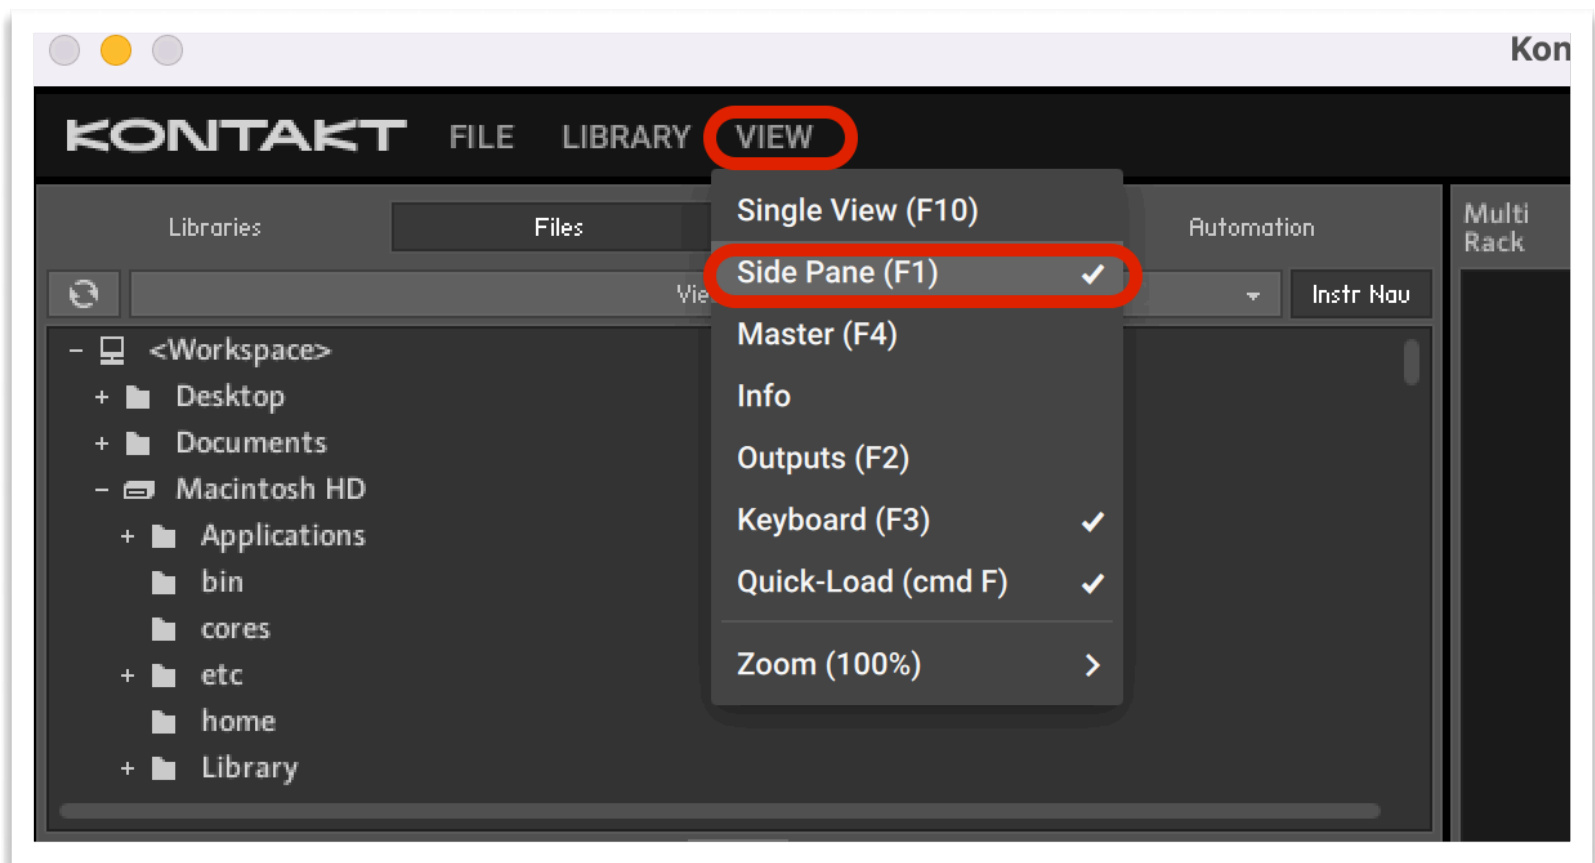 Kon
KONTAKT FILE LIBRARY VIEW
Libraries Files Automation
Multi
Rack
Single View (F10)
Side Pane (F1)
Vie
Instr Nav
Master (F4)
Info
Outputs (F2)
Keyboard (F3)
Quick-Load (cmd F)
Zoom (100%)
<Workspace>
Desktop
Documents
Macintosh HD
Applications
bin
cores
etc
home
Library